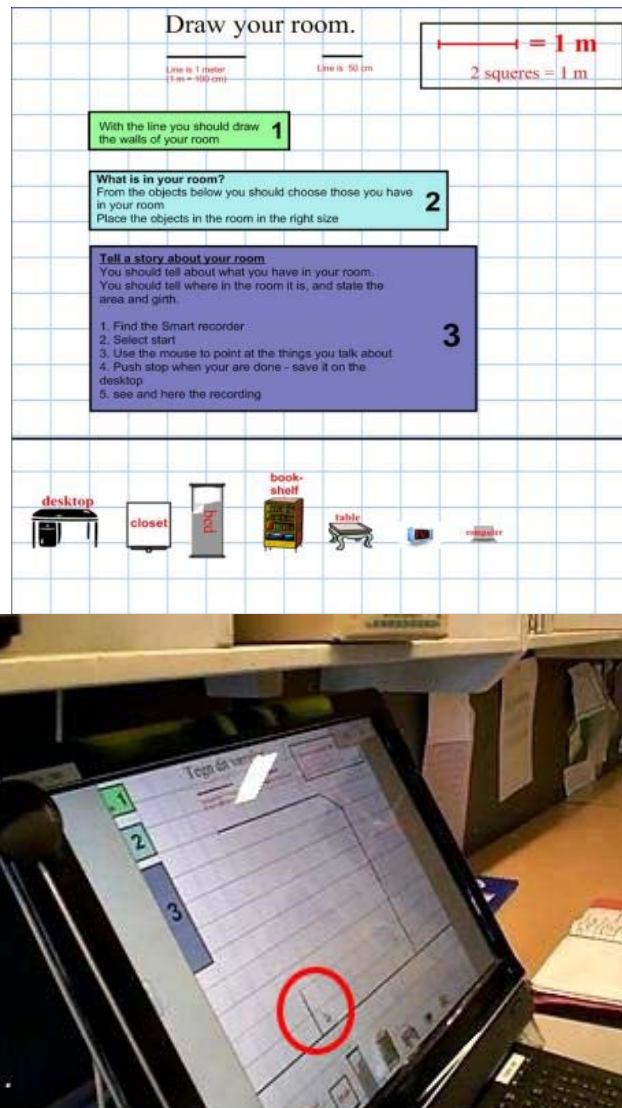 Draw your room.
Line is 1 meter
(1 m = 100 cm)
Line is 50 cm
= 1 m
2 squeres = 1 m
With the line you should draw
the walls of your room
1
What is in your room?
From the objects below you should choose those you have
in your room
Place the objects in the room in the right size
2
Tell a story about your room
You should tell about what you have in your room.
You should tell where in the room it is, and state the
area and girth.
1. Find the Smart recorder
2. Select start
3. Use the mouse to point at the things you talk about
4. Push stop when your are done - save it on the
desktop
5. see and here the recording
3
desktop
closet
bed
book-
shelf
table
computer
Tegn dit
1
2
3